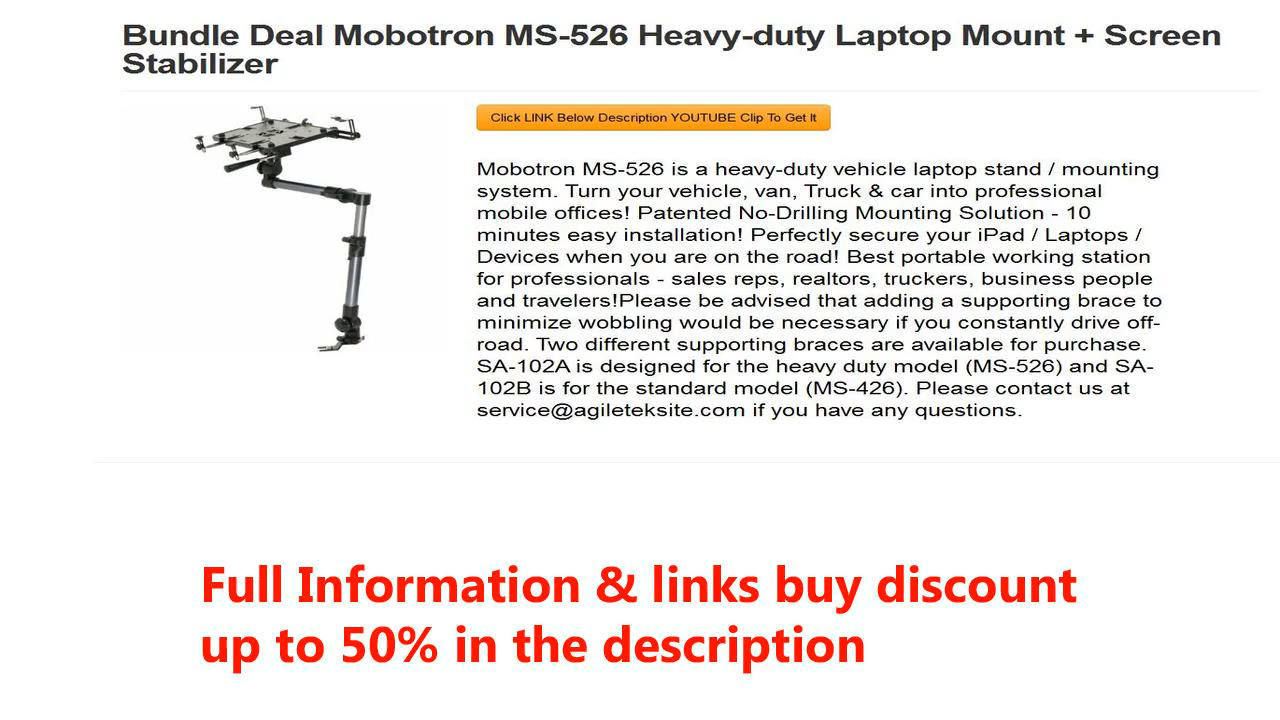 Bundle Deal Mobotron MS-526 Heavy-duty Laptop Mount + Screen
Stabilizer
Click LINK Below Description YOUTUBE Clip To Get It
Mobotron MS-526 is a heavy-duty vehicle laptop stand / mounting
system. Turn your vehicle, van, Truck & car into professional
mobile offices! Patented No-Drilling Mounting Solution - 10
minutes easy installation! Perfectly secure your iPad / Laptops /
Devices when you are on the road! Best portable working station
for professionals - sales reps, realtors, truckers, business people
and travelers!Please be advised that adding a supporting brace to
minimize wobbling would be necessary if you constantly drive off-
road. Two different supporting braces are available for purchase.
SA-102A is designed for the heavy duty model (MS-526) and SA-
102B is for the standard model (MS-426). Please contact us at
service@agileteksite.com if you have any questions.
Full Information & links buy discount
up to 50% in the description